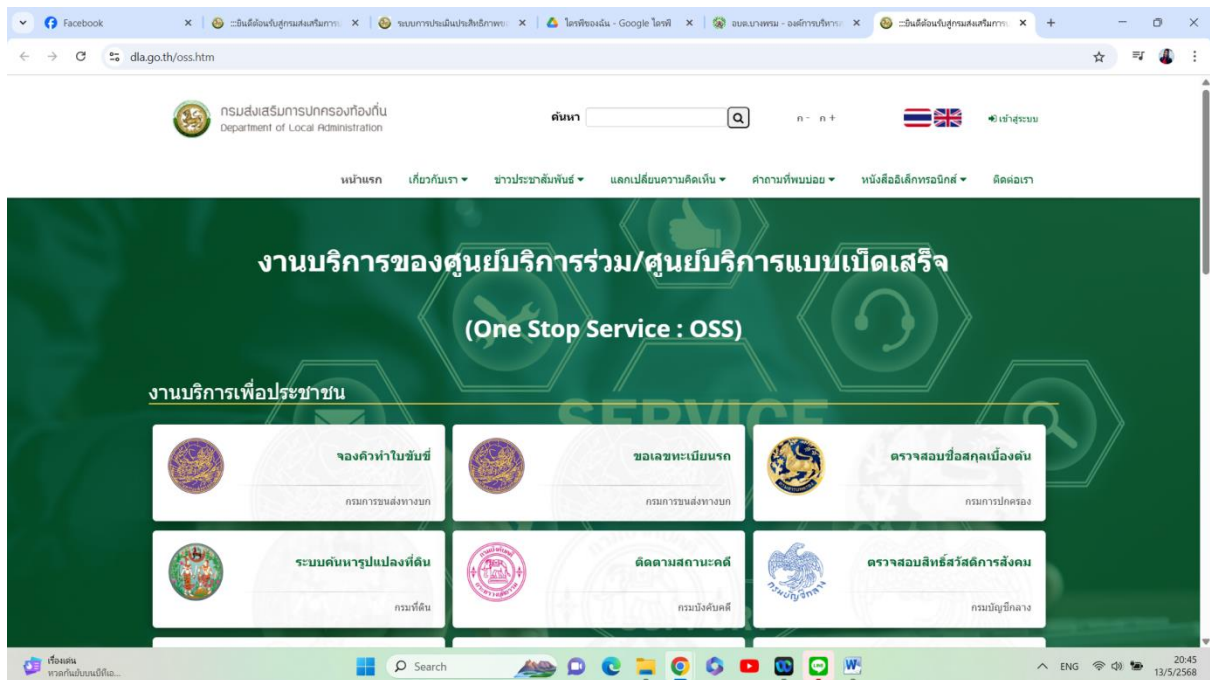 Facebook
:::ยินดีต้อนรับสู่กรมส่งเสริมการ
ระบบการประเมินประสิทธิภาพขอ
ไดรฟ์ของฉัน - Google ไดรฟ์
อบต.บางพรม - องค์การบริหารส
:::ยินดีต้อนรับสู่กรมส่งเสริมการ
dla.go.th/oss.htm
กรมส่งเสริมการปกครองท้องถิ่น
Department of Local Administration
ค้นหา
ก - ก +
เข้าสู่ระบบ
หน้าแรก เกี่ยวกับเรา ข่าวประชาสัมพันธ์ แลกเปลี่ยนความคิดเห็น คำถามที่พบบ่อย หนังสืออิเล็กทรอนิกส์ ติดต่อเรา
งานบริการของศูนย์บริการร่วม/ศูนย์บริการแบบเบ็ดเสร็จ
(One Stop Service : OSS)
งานบริการเพื่อประชาชน
SERVICE
จองคิวทำใบขับขี่
กรมการขนส่งทางบก
ขอเลขทะเบียนรถ
กรมการขนส่งทางบก
ตรวจสอบชื่อสกุลเบื้องต้น
กรมการปกครอง
ระบบค้นหารูปแปลงที่ดิน
กรมที่ดิน
ติดตามสถานะคดี
กรมบังคับคดี
ตรวจสอบสิทธิ์สวัสดิการสังคม
กรมบัญชีกลาง
เรื่องเด่น
Search
ENG
20:45
13/5/2568